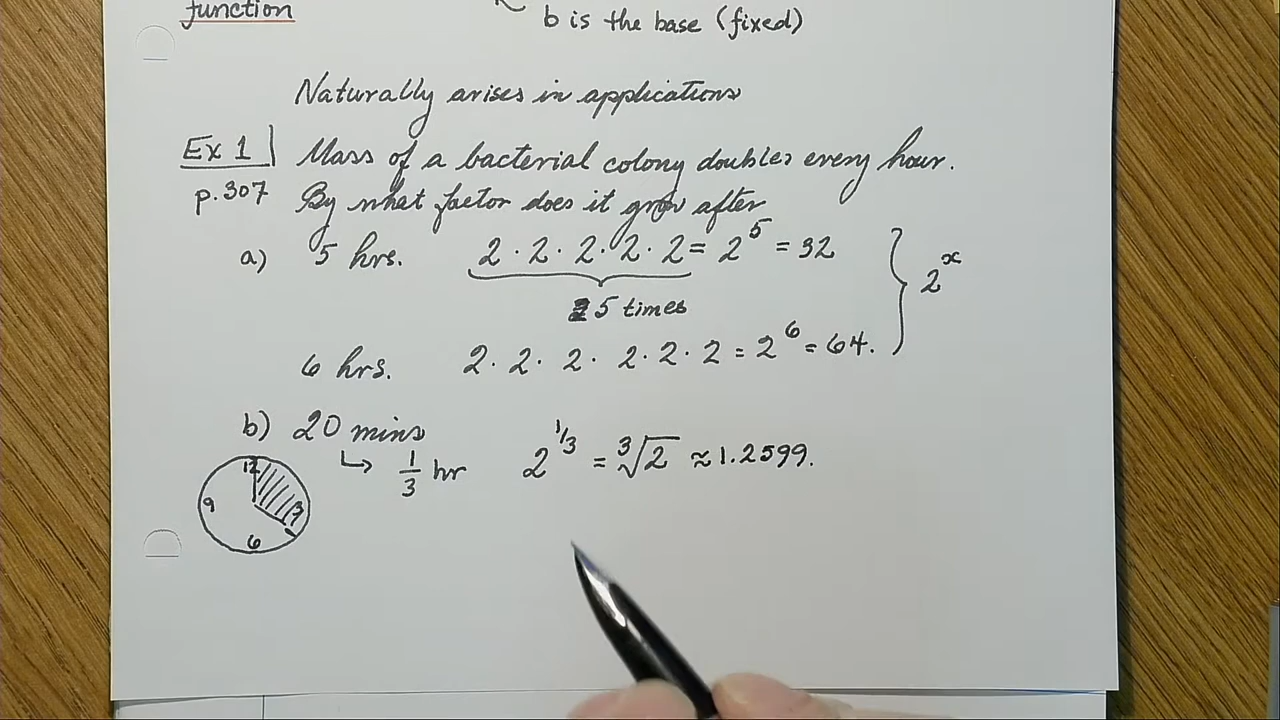 function
b is the base (fixed)
Naturally arises in applications
Ex 1 Mass of a bacterial colony doubles every hour.
p.307 By what factor does it grow after
a) 5 hrs. 2 · 2 · 2 · 2 · 2 = 2^5 = 32
2^x
5 times
6 hrs. 2 · 2 · 2 · 2 · 2 · 2 = 2^6 = 64.
b) 20 mins 2^1/3 = ∛2 ≈ 1.2599.
↳ 1/3 hr
12
9 3
6